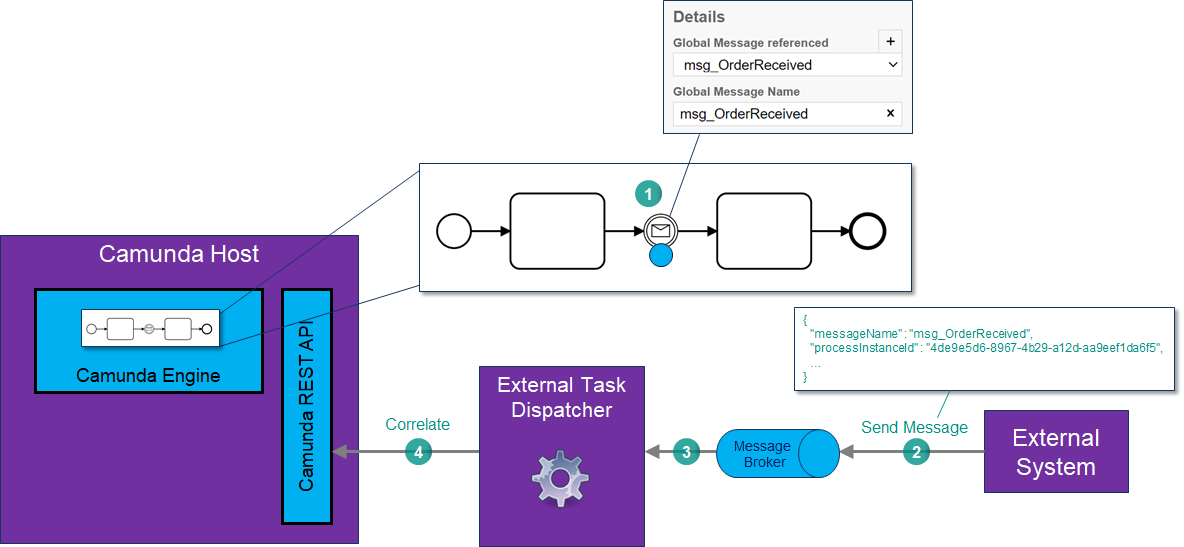 Details
Global Message referenced
+
msg_OrderReceived
Global Message Name
msg_OrderReceived
×
1
Camunda Host
Camunda Engine
Camunda REST API
{
"messageName": "msg_OrderReceived",
"processInstanceId": "4de9e5d6-8967-4b29-a12d-aa9eef1da6f5",
...
}
External Task
Dispatcher
Correlate
4
3
Message
Broker
Send Message
2
External
System